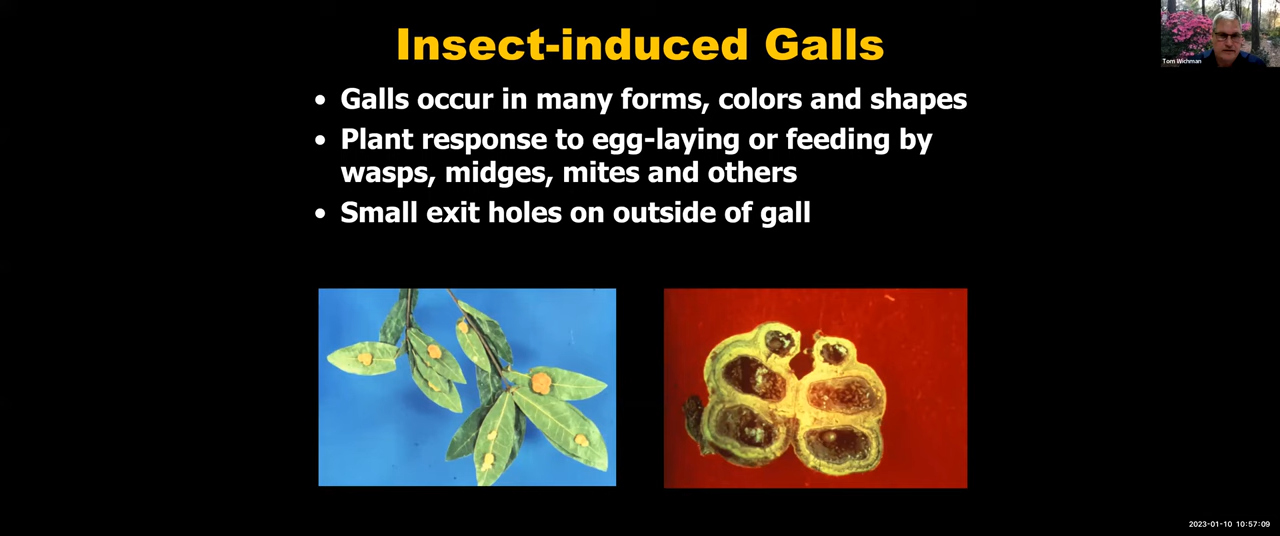 Insect-induced Galls
• Galls occur in many forms, colors and shapes
• Plant response to egg-laying or feeding by
wasps, midges, mites and others
• Small exit holes on outside of gall
Tom Wichman
2023-01-10 10:57:09